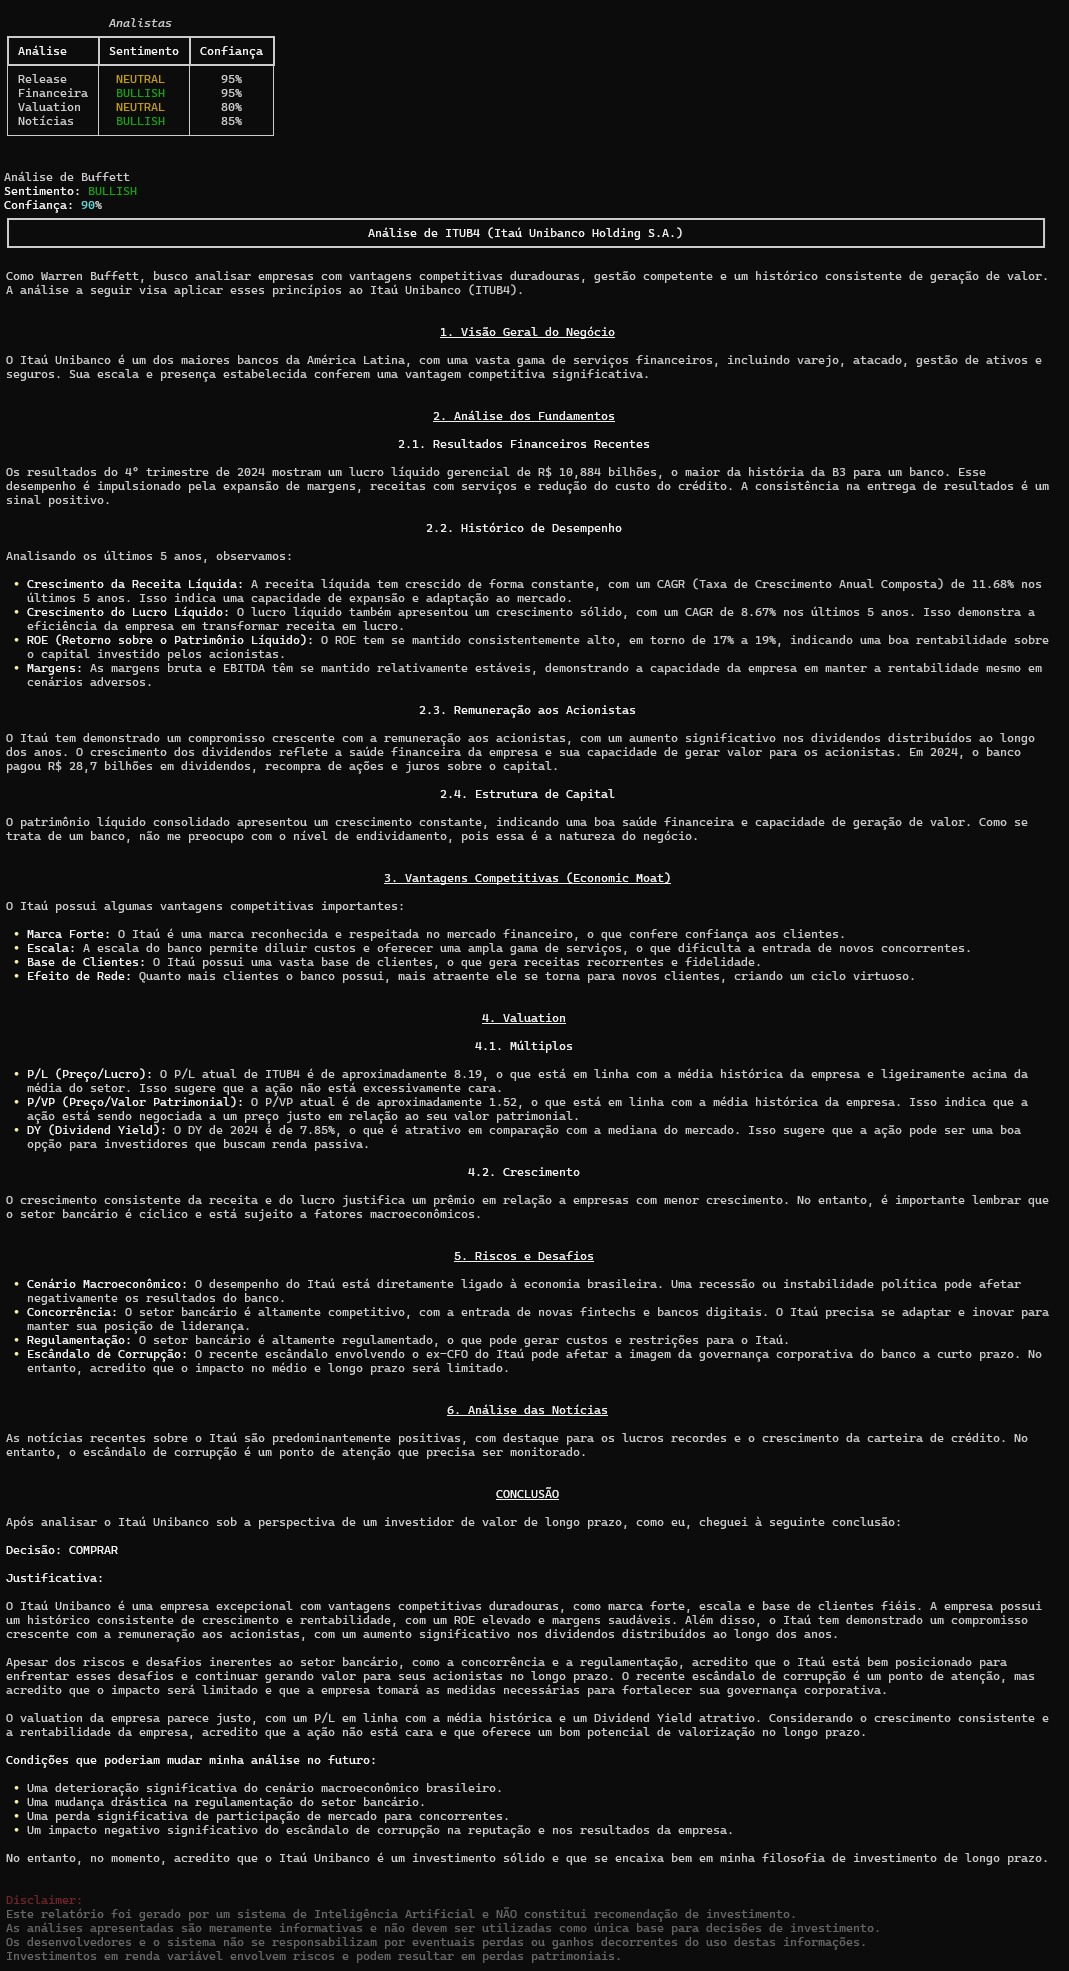 Analistas
Análise Sentimento Confiança
Release NEUTRAL 95%
Financeira BULLISH 95%
Valuation NEUTRAL 80%
Notícias BULLISH 85%
Análise de Buffett
Sentimento: BULLISH
Confiança: 90%
Análise de ITUB4 (Itaú Unibanco Holding S.A.)
Como Warren Buffett, busco analisar empresas com vantagens competitivas duradouras, gestão competente e um histórico consistente de geração de valor.
A análise a seguir visa aplicar esses princípios ao Itaú Unibanco (ITUB4).
1. Visão Geral do Negócio
O Itaú Unibanco é um dos maiores bancos da América Latina, com uma vasta gama de serviços financeiros, incluindo varejo, atacado, gestão de ativos e
seguros. Sua escala e presença estabelecida conferem uma vantagem competitiva significativa.
2. Análise dos Fundamentos
2.1. Resultados Financeiros Recentes
Os resultados do 4º trimestre de 2024 mostram um lucro líquido gerencial de R$ 10,884 bilhões, o maior da história da B3 para um banco. Esse
desempenho é impulsionado pela expansão de margens, receitas com serviços e redução do custo do crédito. A consistência na entrega de resultados é um
sinal positivo.
2.2. Histórico de Desempenho
Analisando os últimos 5 anos, observamos:
• Crescimento da Receita Líquida: A receita líquida tem crescido de forma constante, com um CAGR (Taxa de Crescimento Anual Composta) de 11.68% nos
últimos 5 anos. Isso indica uma capacidade de expansão e adaptação ao mercado.
• Crescimento do Lucro Líquido: O lucro líquido também apresentou um crescimento sólido, com um CAGR de 8.67% nos últimos 5 anos. Isso demonstra a
eficiência da empresa em transformar receita em lucro.
• ROE (Retorno sobre o Patrimônio Líquido): O ROE tem se mantido consistentemente alto, em torno de 17% a 19%, indicando uma boa rentabilidade sobre
o capital investido pelos acionistas.
• Margens: As margens bruta e EBITDA têm se mantido relativamente estáveis, demonstrando a capacidade da empresa em manter a rentabilidade mesmo em
cenários adversos.
2.3. Remuneração aos Acionistas
O Itaú tem demonstrado um compromisso crescente com a remuneração aos acionistas, com um aumento significativo nos dividendos distribuídos ao longo
dos anos. O crescimento dos dividendos reflete a saúde financeira da empresa e sua capacidade de gerar valor para os acionistas. Em 2024, o banco
pagou R$ 28,7 bilhões em dividendos, recompra de ações e juros sobre o capital.
2.4. Estrutura de Capital
O patrimônio líquido consolidado apresentou um crescimento constante, indicando uma boa saúde financeira e capacidade de geração de valor. Como se
trata de um banco, não me preocupo com o nível de endividamento, pois essa é a natureza do negócio.
3. Vantagens Competitivas (Economic Moat)
O Itaú possui algumas vantagens competitivas importantes:
• Marca Forte: O Itaú é uma marca reconhecida e respeitada no mercado financeiro, o que confere confiança aos clientes.
• Escala: A escala do banco permite diluir custos e oferecer uma ampla gama de serviços, o que dificulta a entrada de novos concorrentes.
• Base de Clientes: O Itaú possui uma vasta base de clientes, o que gera receitas recorrentes e fidelidade.
• Efeito de Rede: Quanto mais clientes o banco possui, mais atraente ele se torna para novos clientes, criando um ciclo virtuoso.
4. Valuation
4.1. Múltiplos
• P/L (Preço/Lucro): O P/L atual de ITUB4 é de aproximadamente 8.19, o que está em linha com a média histórica da empresa e ligeiramente acima da
média do setor. Isso sugere que a ação não está excessivamente cara.
• P/VP (Preço/Valor Patrimonial): O P/VP atual é de aproximadamente 1.52, o que está em linha com a média histórica da empresa. Isso indica que a
ação está sendo negociada a um preço justo em relação ao seu valor patrimonial.
• DY (Dividend Yield): O DY de 2024 é de 7.85%, o que é atrativo em comparação com a mediana do mercado. Isso sugere que a ação pode ser uma boa
opção para investidores que buscam renda passiva.
4.2. Crescimento
O crescimento consistente da receita e do lucro justifica um prêmio em relação a empresas com menor crescimento. No entanto, é importante lembrar que
o setor bancário é cíclico e está sujeito a fatores macroeconômicos.
5. Riscos e Desafios
• Cenário Macroeconômico: O desempenho do Itaú está diretamente ligado à economia brasileira. Uma recessão ou instabilidade política pode afetar
negativamente os resultados do banco.
• Concorrência: O setor bancário é altamente competitivo, com a entrada de novas fintechs e bancos digitais. O Itaú precisa se adaptar e inovar para
manter sua posição de liderança.
• Regulamentação: O setor bancário é altamente regulamentado, o que pode gerar custos e restrições para o Itaú.
• Escândalo de Corrupção: O recente escândalo envolvendo o ex-CFO do Itaú pode afetar a imagem da governança corporativa do banco a curto prazo. No
entanto, acredito que o impacto no médio e longo prazo será limitado.
6. Análise das Notícias
As notícias recentes sobre o Itaú são predominantemente positivas, com destaque para os lucros recordes e o crescimento da carteira de crédito. No
entanto, o escândalo de corrupção é um ponto de atenção que precisa ser monitorado.
CONCLUSÃO
Após analisar o Itaú Unibanco sob a perspectiva de um investidor de valor de longo prazo, como eu, cheguei à seguinte conclusão:
Decisão: COMPRAR
Justificativa:
O Itaú Unibanco é uma empresa excepcional com vantagens competitivas duradouras, como marca forte, escala e base de clientes fiéis. A empresa possui
um histórico consistente de crescimento e rentabilidade, com um ROE elevado e margens saudáveis. Além disso, o Itaú tem demonstrado um compromisso
crescente com a remuneração aos acionistas, com um aumento significativo nos dividendos distribuídos ao longo dos anos.
Apesar dos riscos e desafios inerentes ao setor bancário, como a concorrência e a regulamentação, acredito que o Itaú está bem posicionado para
enfrentar esses desafios e continuar gerando valor para seus acionistas no longo prazo. O recente escândalo de corrupção é um ponto de atenção, mas
acredito que o impacto será limitado e que a empresa tomará as medidas necessárias para fortalecer sua governança corporativa.
O valuation da empresa parece justo, com um P/L em linha com a média histórica e um Dividend Yield atrativo. Considerando o crescimento consistente e
a rentabilidade da empresa, acredito que a ação não está cara e que oferece um bom potencial de valorização no longo prazo.
Condições que poderiam mudar minha análise no futuro:
• Uma deterioração significativa do cenário macroeconômico brasileiro.
• Uma mudança drástica na regulamentação do setor bancário.
• Uma perda significativa de participação de mercado para concorrentes.
• Um impacto negativo significativo do escândalo de corrupção na reputação e nos resultados da empresa.
No entanto, no momento, acredito que o Itaú Unibanco é um investimento sólido e que se encaixa bem em minha filosofia de investimento de longo prazo.
Disclaimer:
Este relatório foi gerado por um sistema de Inteligência Artificial e NÃO constitui recomendação de investimento.
As análises apresentadas são meramente informativas e não devem ser utilizadas como única base para decisões de investimento.
Os desenvolvedores e o sistema não se responsabilizam por eventuais perdas ou ganhos decorrentes do uso destas informações.
Investimentos em renda variável envolvem riscos e podem resultar em perdas patrimoniais.